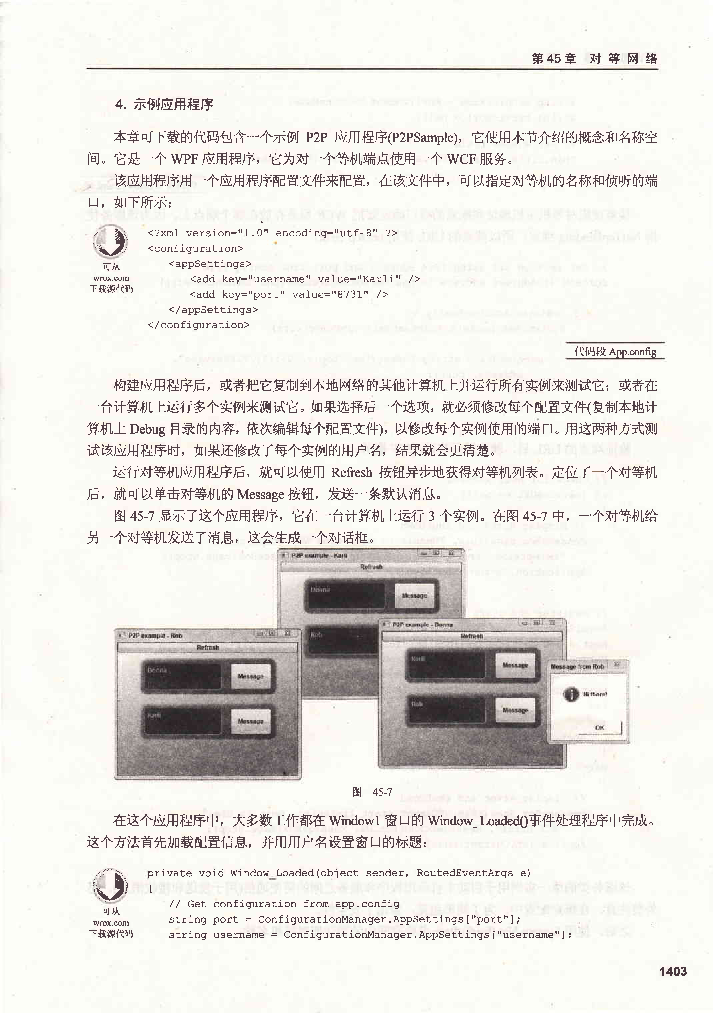 第45章 对等网络
4. 示例应用程序
本章可下载的代码包含一个示例 P2P 应用程序(P2PSample)，它使用本节介绍的概念和名称空
间。它是一个 WPF 应用程序，它为对一个等机端点使用一个 WCF 服务。
该应用程序用一个应用程序配置文件来配置，在该文件中，可以指定对等机的名称和侦听的端
口，如下所示：
<?xml version="1.0" encoding="utf-8" ?>
<configuration>
<appSettings>
<add key="username" value="Karli" />
<add key="port" value="8731" />
</appSettings>
</configuration>
可从
wrox.com
下载源代码
代码段 App.config
构建应用程序后，或者把它复制到本地网络的其他计算机上并运行所有实例来测试它；或者在
一台计算机上运行多个实例来测试它。如果选择后一个选项，就必须修改每个配置文件(复制本地计
算机上 Debug 目录的内容，依次编辑每个配置文件)，以修改每个实例使用的端口。用这两种方式测
试该应用程序时，如果还修改了每个实例的用户名，结果就会更清楚。
运行对等机应用程序后，就可以使用 Refresh 按钮异步地获得对等机列表。定位了一个对等机
后，就可以单击对等机的 Message 按钮，发送一条默认消息。
图 45-7 显示了这个应用程序，它在一台计算机上运行 3 个实例。在图 45-7 中，一个对等机给
另一个对等机发送了消息，这会生成一个对话框。
P2P example - Karli
Refresh
Donna
Message
Rob
P2P example - Rob
Refresh
Donna
Message
Karli
Message
P2P example - Donna
Refresh
Karli
Message
Rob
Message
Message from Rob
Hi there!
OK
图 45-7
在这个应用程序中，大多数工作都在 Window1 窗口的 Window_Loaded()事件处理程序中完成。
这个方法首先加载配置信息，并用用户名设置窗口的标题：
private void Window_Loaded(object sender, RoutedEventArgs e)
{
// Get configuration from app.config
string port = ConfigurationManager.AppSettings["port"];
string username = ConfigurationManager.AppSettings["username"];
可从
wrox.com
下载源代码
1403